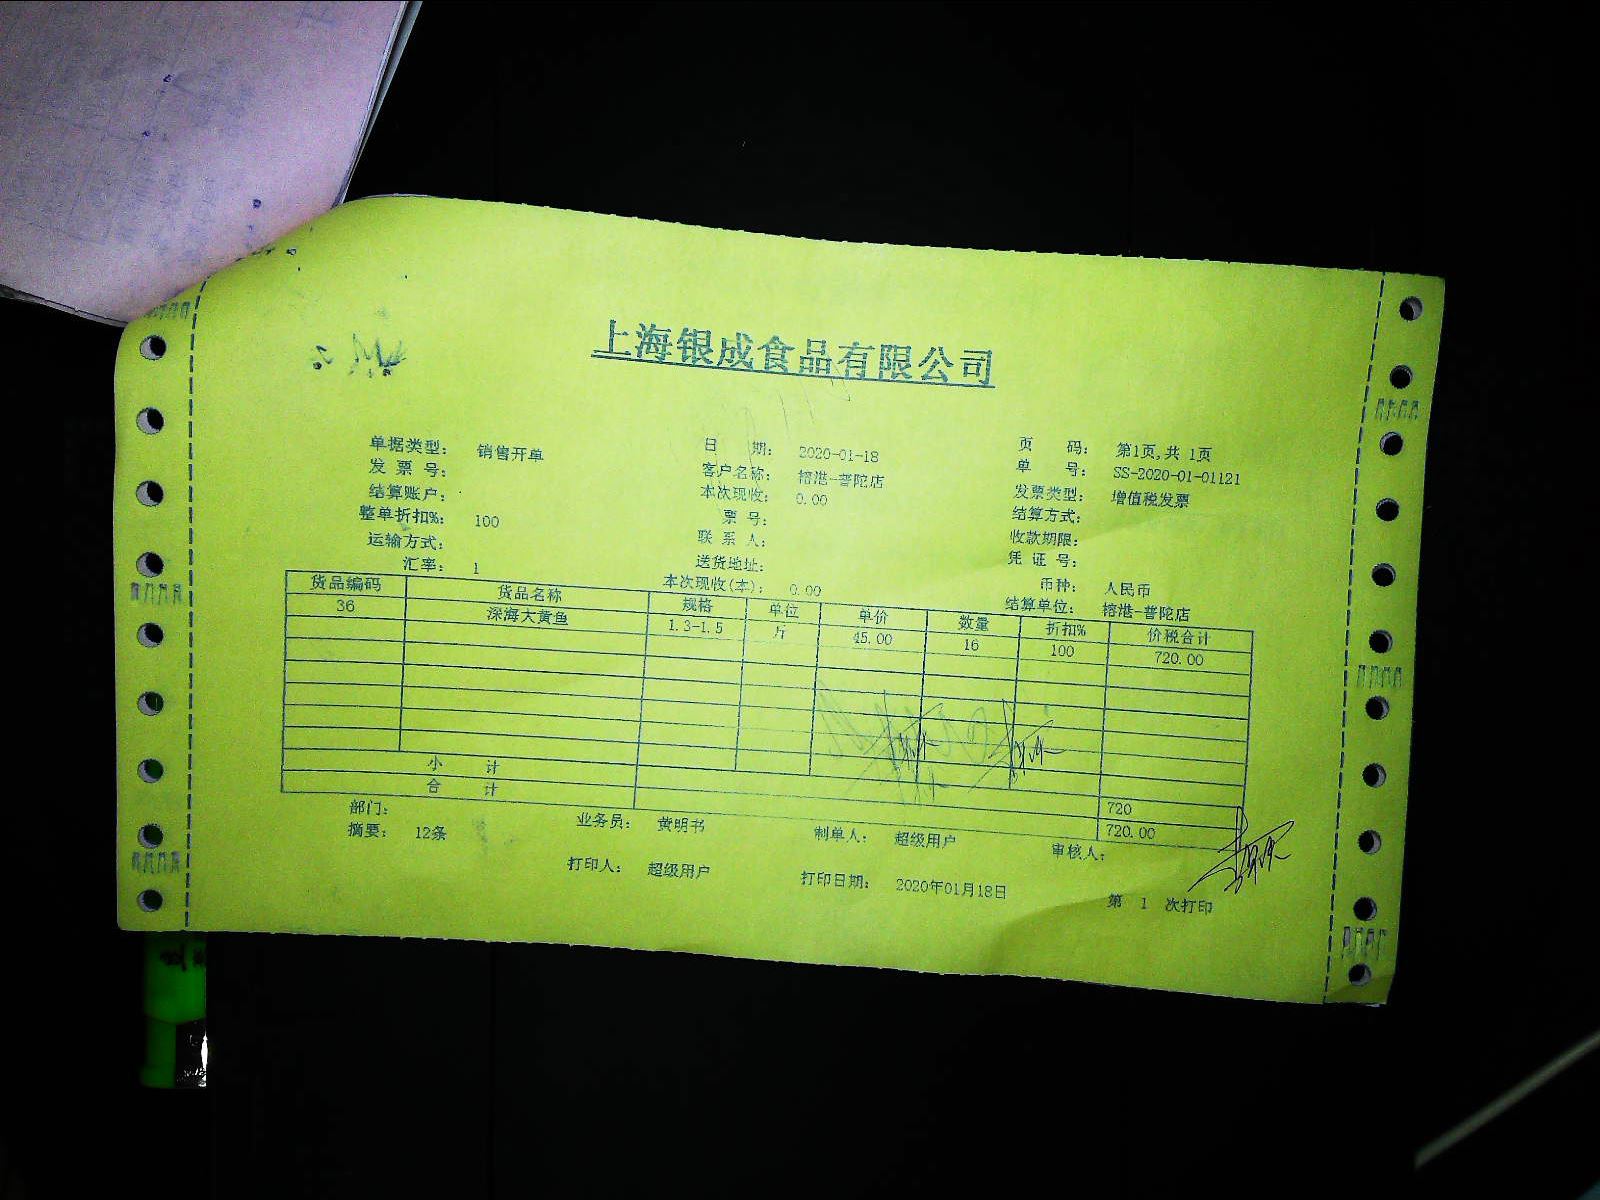 上海银成食品有限公司
单据类型： 销售开单 日 期： 2020-01-18 页 码： 第1页,共 1页
发 票 号： 客户名称： 榕港-普陀店 单 号： SS-2020-01-01121
结算账户： 本次现收： 0.00 发票类型： 增值税发票
整单折扣%： 100 票 号： 结算方式：
运输方式： 联 系 人： 收款期限：
汇率： 1 送货地址： 凭 证 号：
本次现收(本)： 0.00 币种： 人民币
结算单位： 榕港-普陀店
货品编码 货品名称 规格 单位 单价 数量 折扣% 价税合计
36 深海大黄鱼 1.3-1.5 斤 45.00 16 100 720.00
小 计 720
合 计 720.00
部门： 业务员： 黄明书 制单人： 超级用户 审核人：
摘要： 12条
打印人： 超级用户 打印日期： 2020年01月18日 第 1 次打印